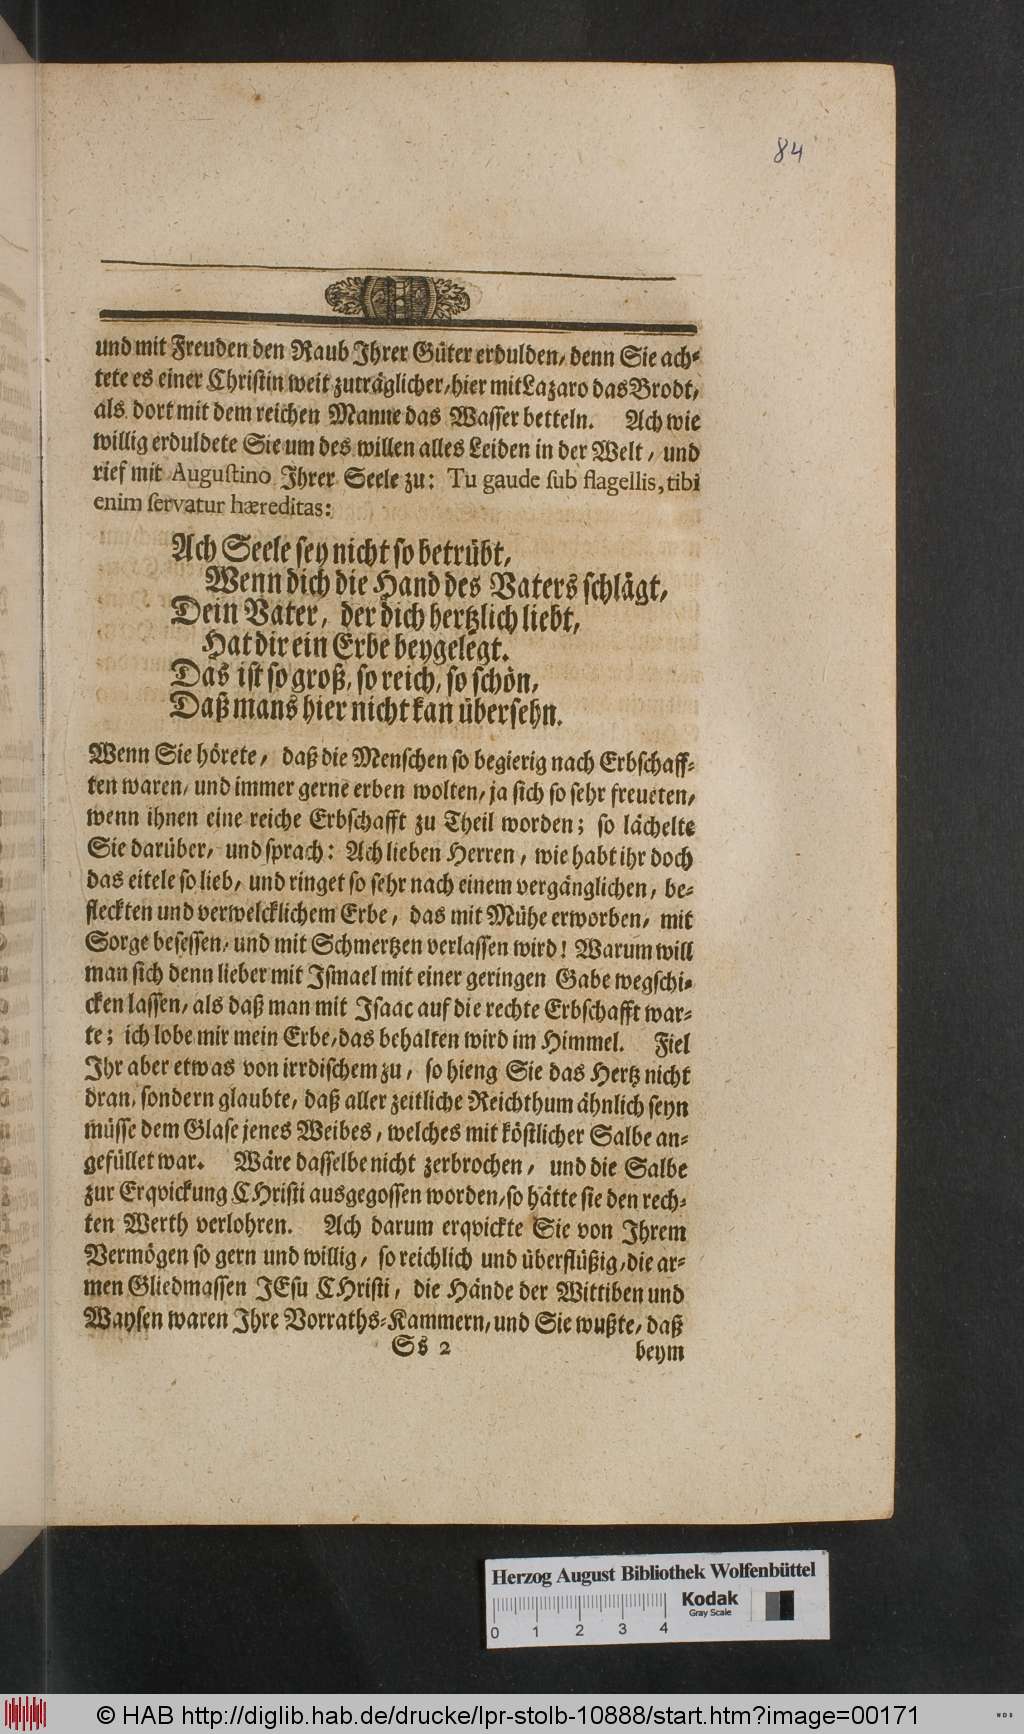 84
und mit Freuden den Raub Ihrer Güter erdulden, denn Sie ach-
tete es einer Christin weit zuträglicher, hier mit Lazaro das Brodt,
als dort mit dem reichen Manne das Wasser betteln. Ach wie
willig erduldete Sie um des willen alles Leiden in der Welt, und
rief mit Augustino Ihrer Seele zu: Tu gaude sub flagellis, tibi
enim servatur hæreditas:
Ach Seele sey nicht so betrübt,
Wenn dich die Hand des Vaters schlägt,
Dein Vater, der dich hertzlich liebt,
Hat dir ein Erbe beygelegt.
Das ist so groß, so reich, so schön,
Daß mans hier nicht kan übersehn.
Wenn Sie hörete, daß die Menschen so begierig nach Erbschaff-
ten waren, und immer gerne erben wolten, ja sich so sehr freueten,
wenn ihnen eine reiche Erbschafft zu Theil worden; so lächelte
Sie darüber, und sprach: Ach lieben Herren, wie habt ihr doch
das eitele so lieb, und ringet so sehr nach einem vergänglichen, be-
fleckten und verwelcklichem Erbe, das mit Mühe erworben, mit
Sorge besessen, und mit Schmertzen verlassen wird! Warum will
man sich denn lieber mit Ismael mit einer geringen Gabe wegschi-
cken lassen, als daß man mit Isaac auf die rechte Erbschafft war-
te; ich lobe mir mein Erbe, das behalten wird im Himmel. Fiel
Ihr aber etwas von irrdischem zu, so hieng Sie das Hertz nicht
dran, sondern glaubte, daß aller zeitliche Reichthum ähnlich seyn
müsse dem Glase jenes Weibes, welches mit köstlicher Salbe an-
gefüllet war. Wäre dasselbe nicht zerbrochen, und die Salbe
zur Erqvickung CHristi ausgegossen worden, so hätte sie den rech-
ten Werth verlohren. Ach darum erqvickte Sie von Ihrem
Vermögen so gern und willig, so reichlich und überflüßig, die ar-
men Gliedmassen JEsu CHristi, die Hände der Wittiben und
Waysen waren Ihre Vorraths-Kammern, und Sie wußte, daß
Ss 2 beym
Herzog August Bibliothek Wolfenbüttel
Kodak
Gray Scale
0 1 2 3 4
© HAB http://diglib.hab.de/drucke/lpr-stolb-10888/start.htm?image=00171